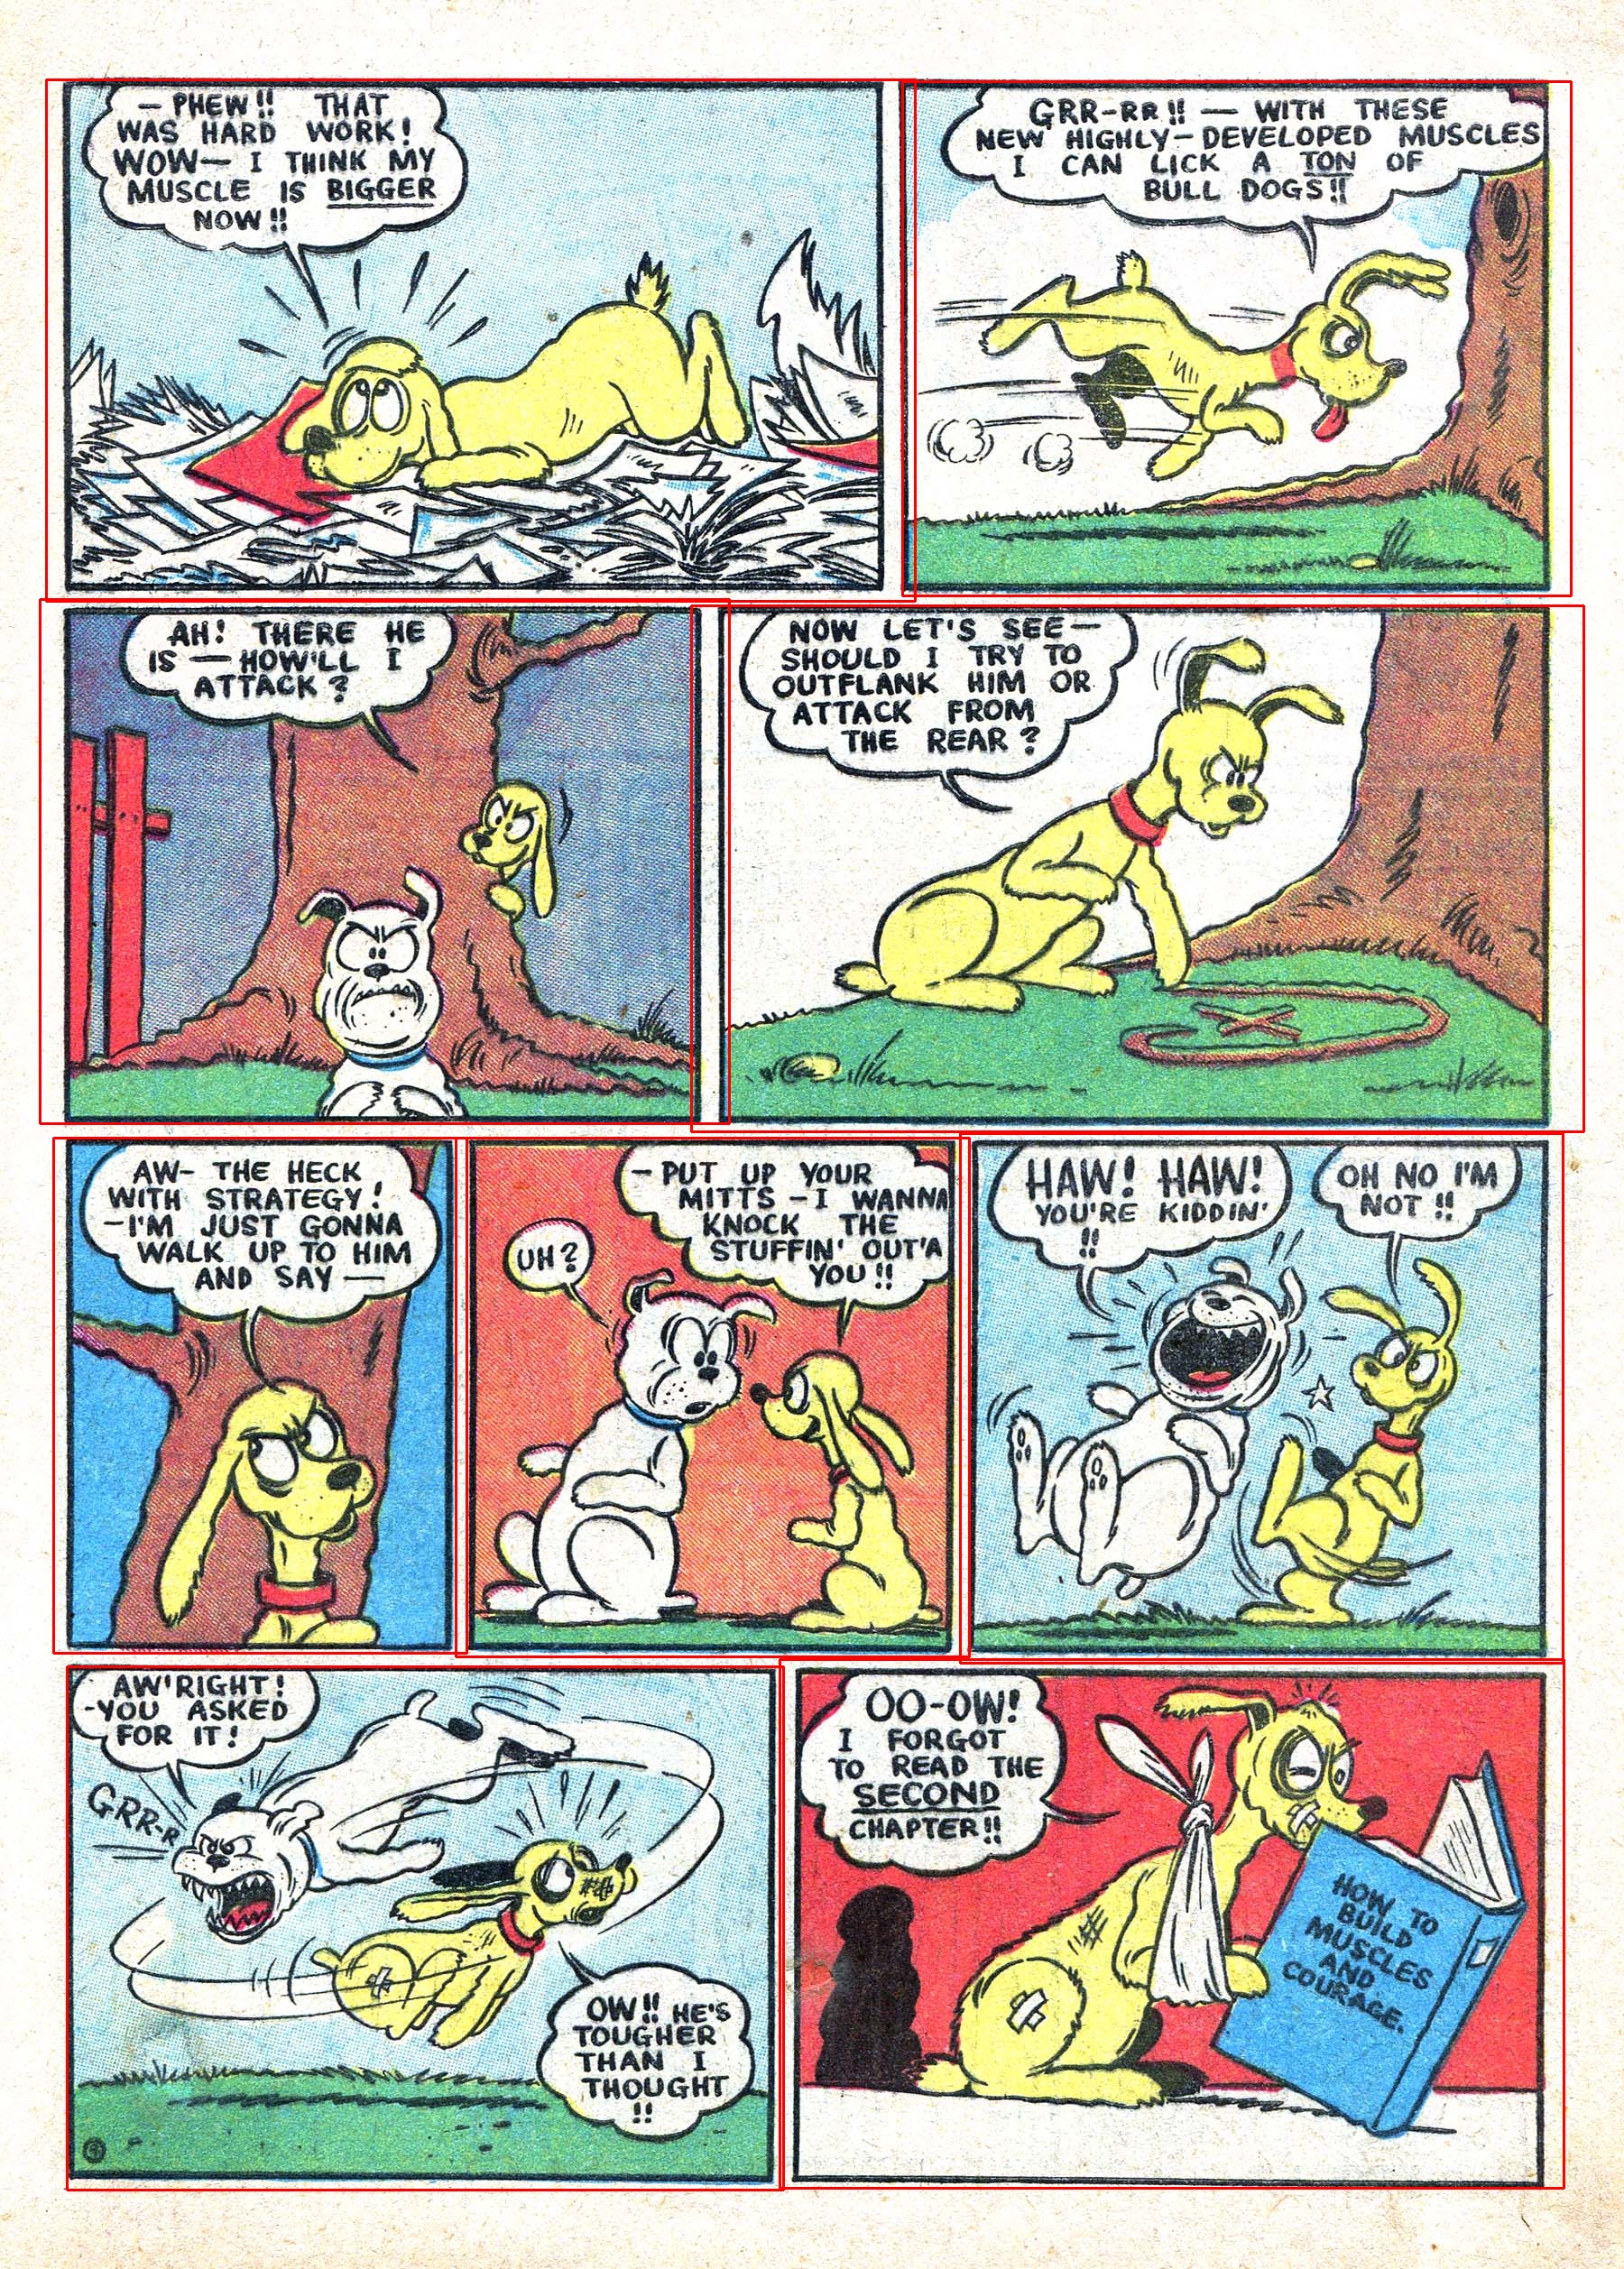 — PHEW!! THAT
WAS HARD WORK!
WOW— I THINK MY
MUSCLE IS BIGGER
NOW!!
GRR-RR!! — WITH THESE
NEW HIGHLY—DEVELOPED MUSCLES
I CAN LICK A TON OF
BULL DOGS!!
AH! THERE HE
IS — HOW'LL I
ATTACK?
NOW LET'S SEE—
SHOULD I TRY TO
OUTFLANK HIM OR
ATTACK FROM
THE REAR?
AW- THE HECK
WITH STRATEGY!
—I'M JUST GONNA
WALK UP TO HIM
AND SAY —
UH?
— PUT UP YOUR
MITTS — I WANNA
KNOCK THE
STUFFIN' OUT'A
YOU!!
HAW! HAW!
YOU'RE KIDDIN'
!!
OH NO I'M
NOT!!
AW'RIGHT!
-YOU ASKED
FOR IT!
GRR-R
OW!! HE'S
TOUGHER
THAN I
THOUGHT
!!
9
OO-OW!
I FORGOT
TO READ THE
SECOND
CHAPTER!!
HOW TO
BUILD
MUSCLES
AND
COURAGE.